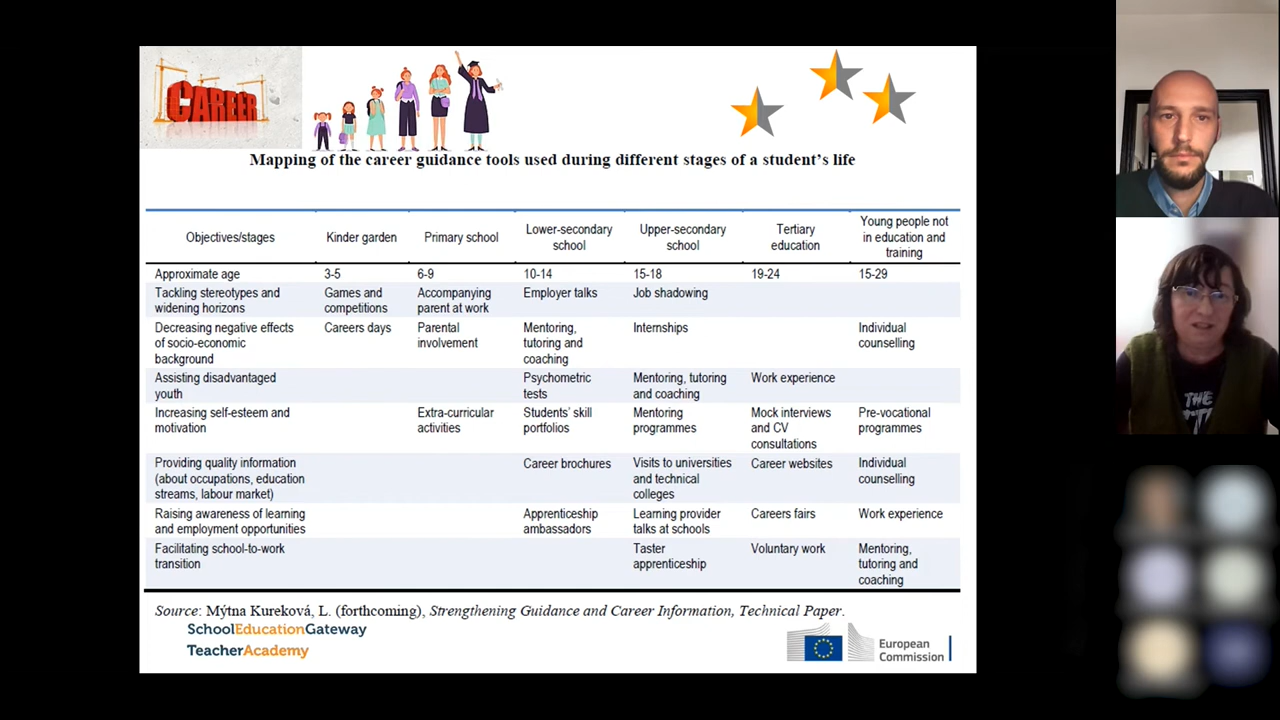 CAREER
Mapping of the career guidance tools used during different stages of a student's life
Objectives/stages
Kinder garden
Primary school
Lower-secondary
school
Upper-secondary
school
Tertiary
education
Young people not
in education and
training
Approximate age
3-5
6-9
10-14
15-18
19-24
15-29
Tackling stereotypes and
widening horizons
Games and
competitions
Accompanying
parent at work
Employer talks
Job shadowing
Decreasing negative effects
of socio-economic
background
Careers days
Parental
involvement
Mentoring,
tutoring and
coaching
Internships
Individual
counselling
Assisting disadvantaged
youth
Psychometric
tests
Mentoring, tutoring
and coaching
Work experience
Increasing self-esteem and
motivation
Extra-curricular
activities
Students' skill
portfolios
Mentoring
programmes
Mock interviews
and CV
consultations
Pre-vocational
programmes
Providing quality information
(about occupations, education
streams, labour market)
Career brochures
Visits to universities
and technical
colleges
Career websites
Individual
counselling
Raising awareness of learning
and employment opportunities
Apprenticeship
ambassadors
Learning provider
talks at schools
Careers fairs
Work experience
Facilitating school-to-work
transition
Taster
apprenticeship
Voluntary work
Mentoring,
tutoring and
coaching
Source: Mýtna Kureková, L. (forthcoming), Strengthening Guidance and Career Information, Technical Paper.
SchoolEducationGateway
TeacherAcademy
European
Commission
THE